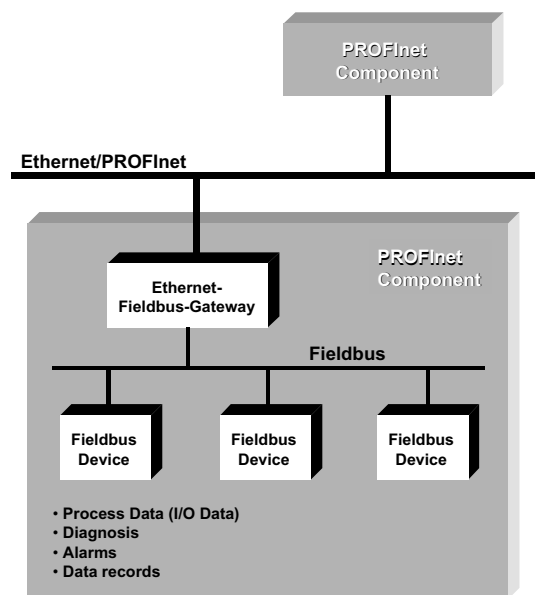 PROFInet
Component
Ethernet/PROFInet
PROFInet
Component
Ethernet-
Fieldbus-Gateway
Fieldbus
Fieldbus
Device
Fieldbus
Device
Fieldbus
Device
• Process Data (I/O Data)
• Diagnosis
• Alarms
• Data records